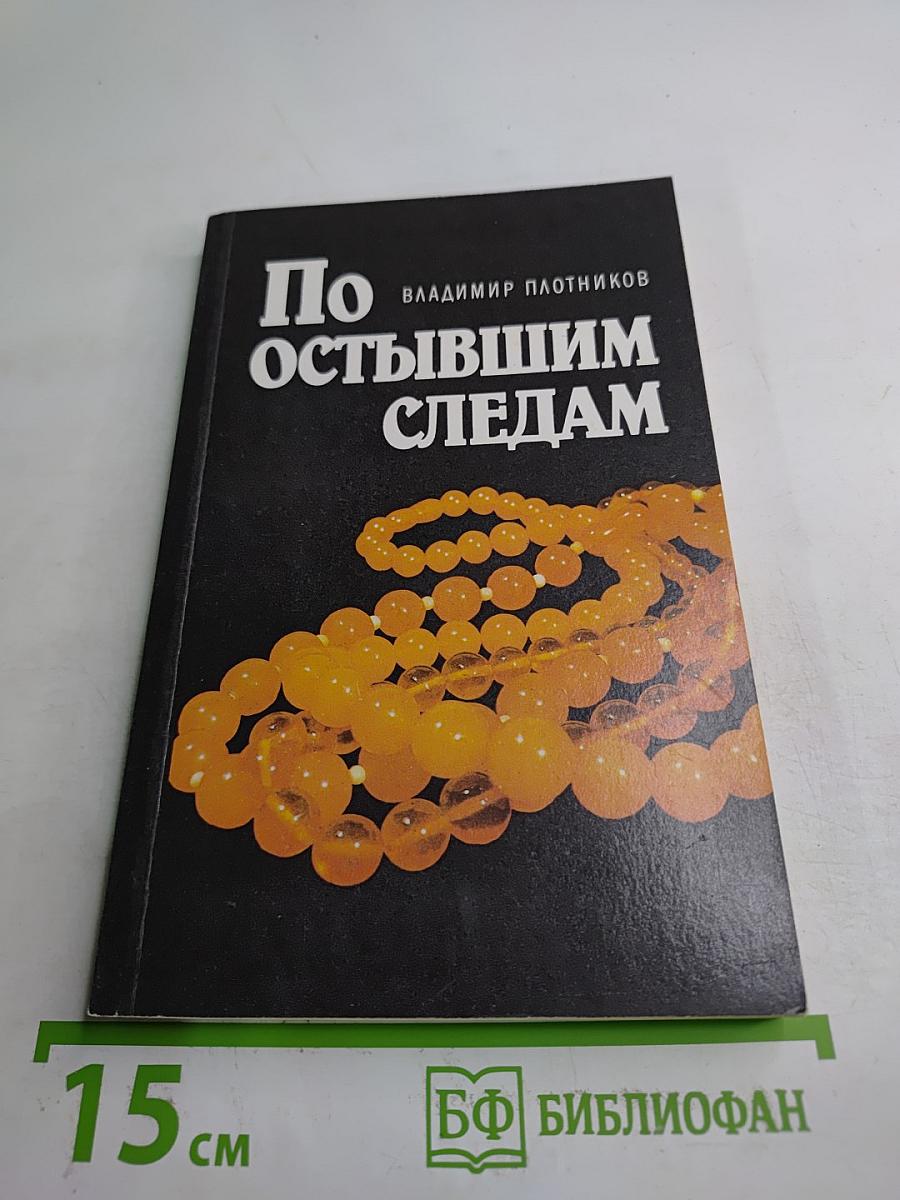 По
ВЛАДИМИР ПЛОТНИКОВ
ОСТЫВШИМ
СЛЕДАМ
15 см
БФ БИБЛИОФАН